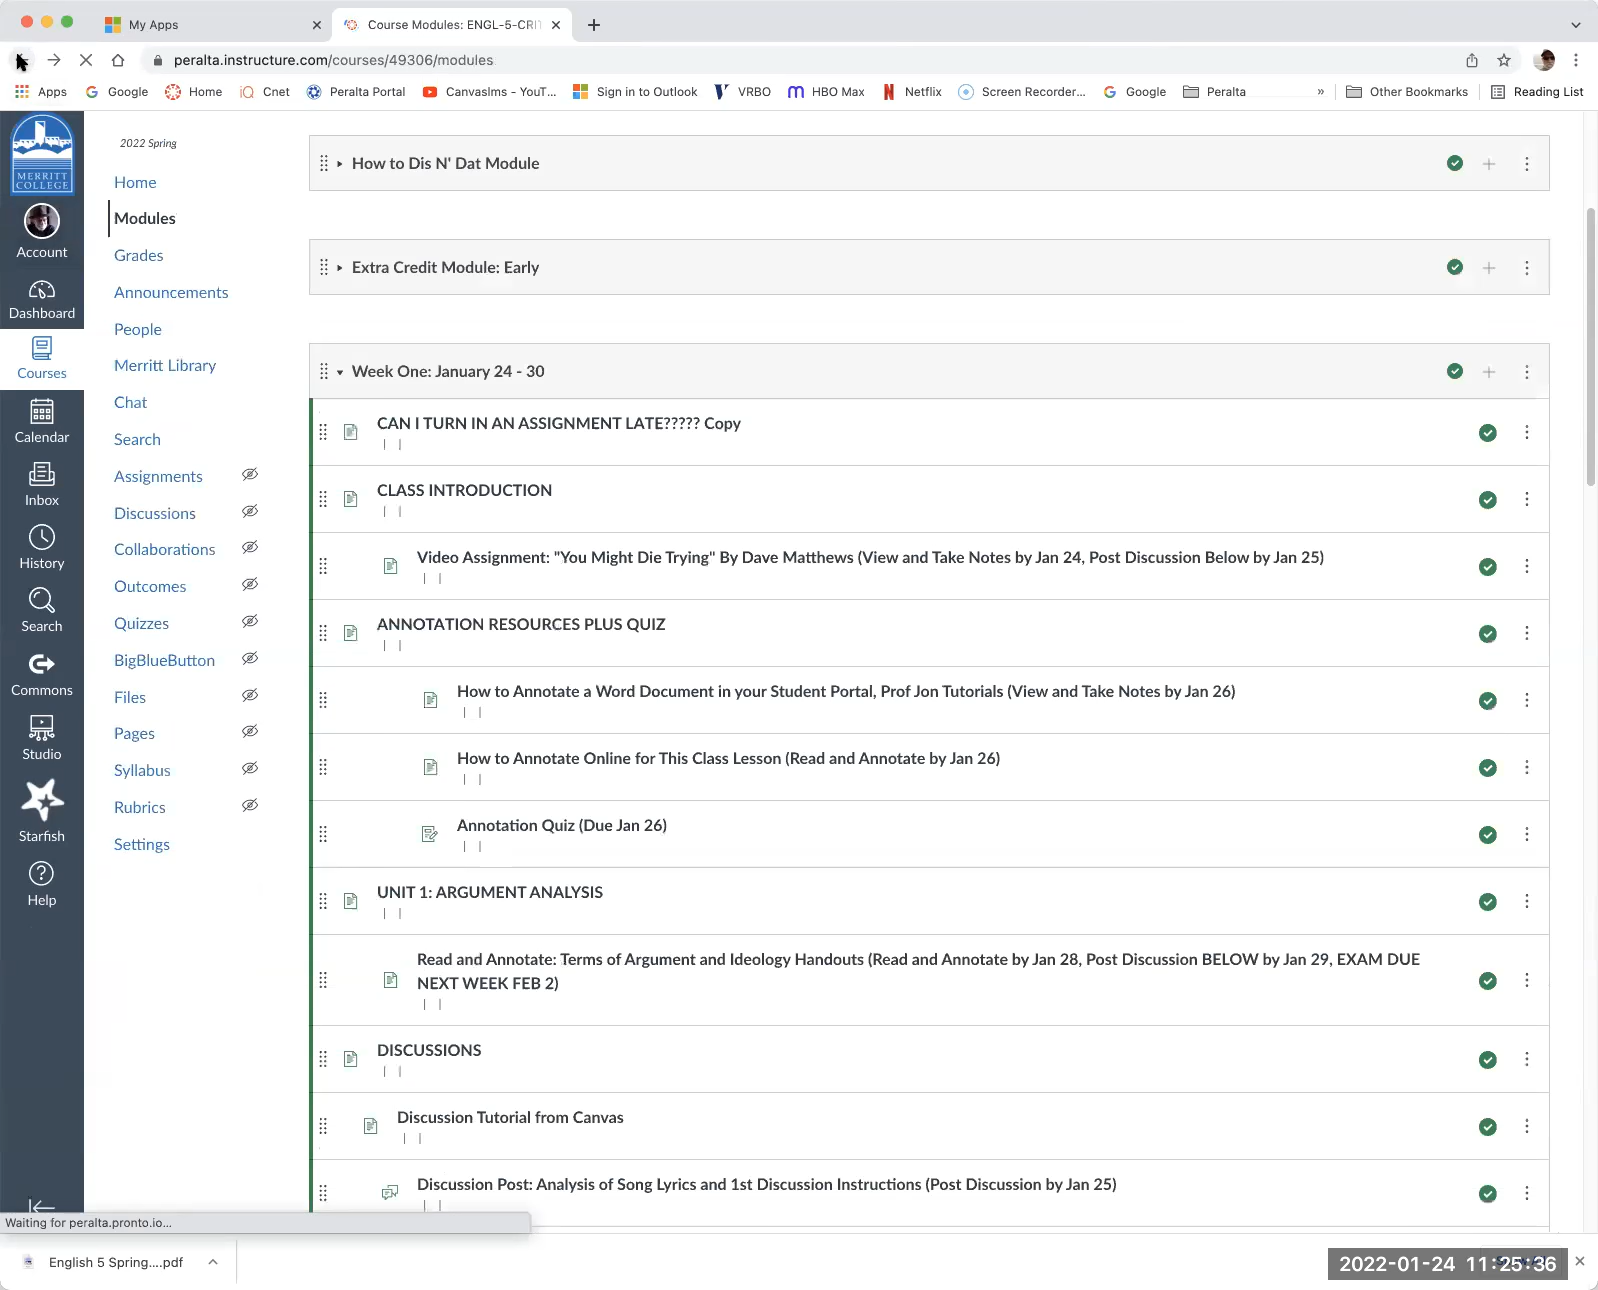 My Apps
Course Modules: ENGL-5-CRIT
peralta.instructure.com/courses/49306/modules
Apps
Google
Home
Cnet
Peralta Portal
Canvaslms - YouT...
Sign in to Outlook
VRBO
HBO Max
Netflix
Screen Recorder...
Google
Peralta
»
Other Bookmarks
Reading List
MERRITT
COLLEGE
Account
Dashboard
Courses
Calendar
Inbox
History
Search
Commons
Studio
Starfish
Help
2022 Spring
Home
Modules
Grades
Announcements
People
Merritt Library
Chat
Search
Assignments
Discussions
Collaborations
Outcomes
Quizzes
BigBlueButton
Files
Pages
Syllabus
Rubrics
Settings
How to Dis N' Dat Module
Extra Credit Module: Early
Week One: January 24 - 30
CAN I TURN IN AN ASSIGNMENT LATE????? Copy
| |
CLASS INTRODUCTION
| |
Video Assignment: "You Might Die Trying" By Dave Matthews (View and Take Notes by Jan 24, Post Discussion Below by Jan 25)
| |
ANNOTATION RESOURCES PLUS QUIZ
| |
How to Annotate a Word Document in your Student Portal, Prof Jon Tutorials (View and Take Notes by Jan 26)
| |
How to Annotate Online for This Class Lesson (Read and Annotate by Jan 26)
| |
Annotation Quiz (Due Jan 26)
| |
UNIT 1: ARGUMENT ANALYSIS
| |
Read and Annotate: Terms of Argument and Ideology Handouts (Read and Annotate by Jan 28, Post Discussion BELOW by Jan 29, EXAM DUE
NEXT WEEK FEB 2)
| |
DISCUSSIONS
| |
Discussion Tutorial from Canvas
| |
Discussion Post: Analysis of Song Lyrics and 1st Discussion Instructions (Post Discussion by Jan 25)
| |
Waiting for peralta.pronto.io...
English 5 Spring....pdf
2022-01-24 11:25:36